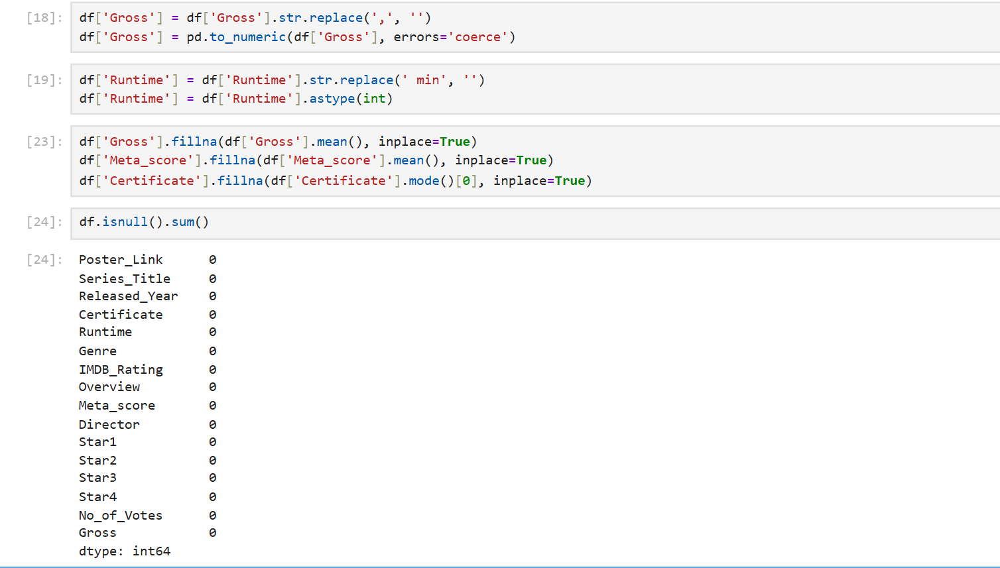 [18]: df['Gross'] = df['Gross'].str.replace(',', '')
df['Gross'] = pd.to_numeric(df['Gross'], errors='coerce')
[19]: df['Runtime'] = df['Runtime'].str.replace(' min', '')
df['Runtime'] = df['Runtime'].astype(int)
[23]: df['Gross'].fillna(df['Gross'].mean(), inplace=True)
df['Meta_score'].fillna(df['Meta_score'].mean(), inplace=True)
df['Certificate'].fillna(df['Certificate'].mode()[0], inplace=True)
[24]: df.isnull().sum()
[24]: Poster_Link 0
Series_Title 0
Released_Year 0
Certificate 0
Runtime 0
Genre 0
IMDB_Rating 0
Overview 0
Meta_score 0
Director 0
Star1 0
Star2 0
Star3 0
Star4 0
No_of_Votes 0
Gross 0
dtype: int64